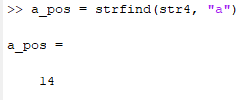 >> a_pos = strfind(str4, "a")
a_pos =
14